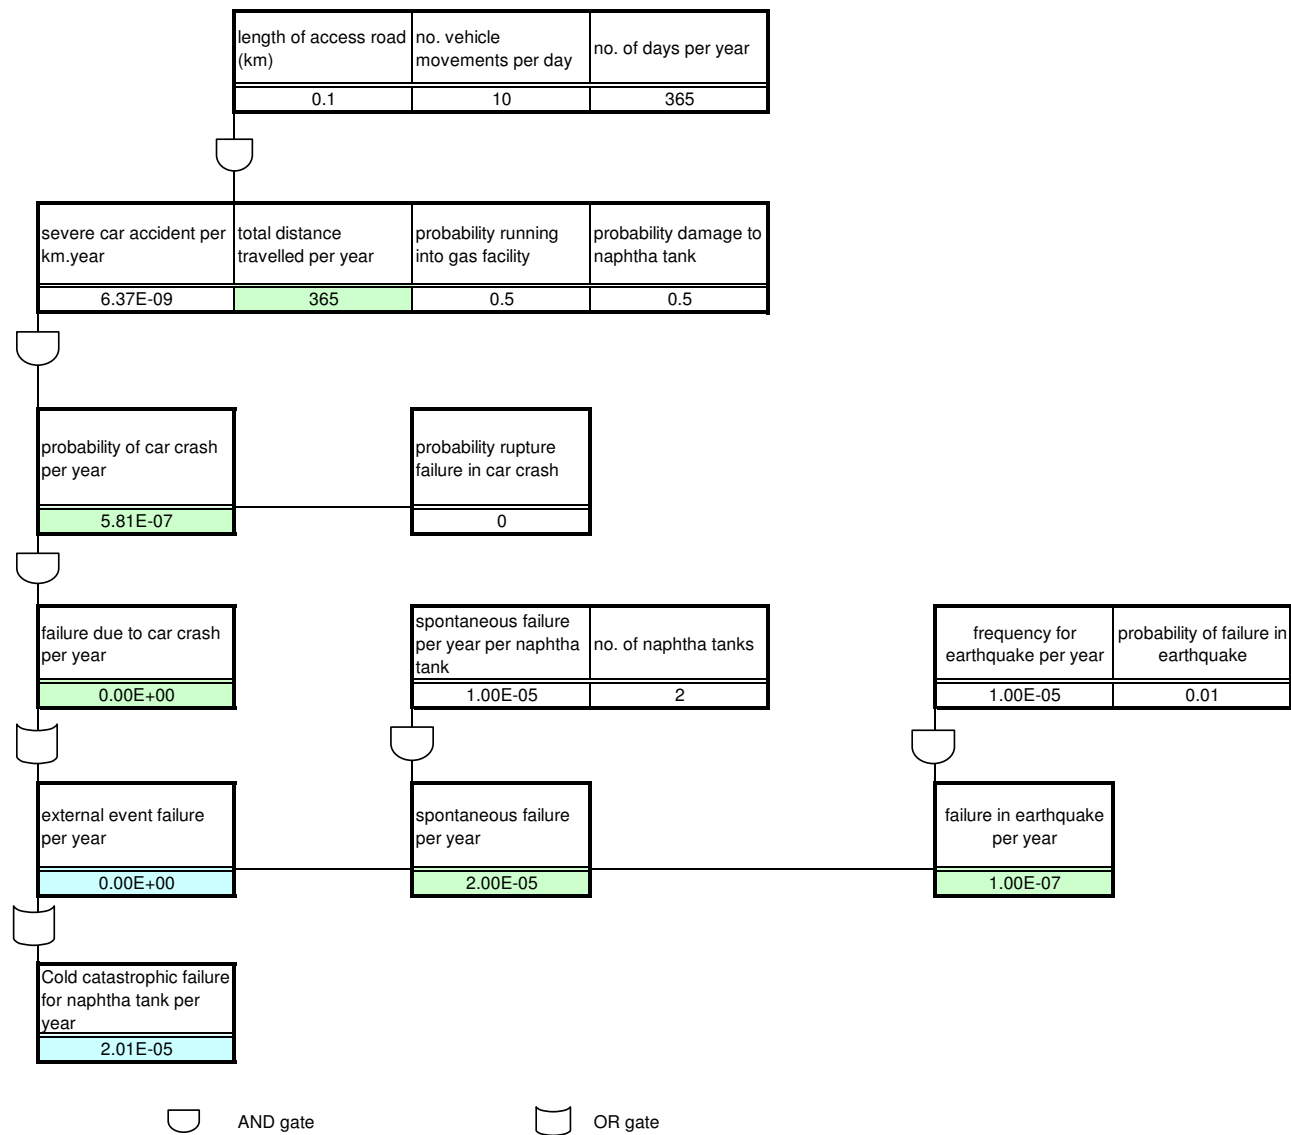 length of access road
(km)
no. vehicle
movements per day
no. of days per year
0.1
10
365
severe car accident per
km.year
total distance
travelled per year
probability running
into gas facility
probability damage to
naphtha tank
6.37E-09
365
0.5
0.5
probability of car crash
per year
probability rupture
failure in car crash
5.81E-07
0
failure due to car crash
per year
spontaneous failure
per year per naphtha
tank
no. of naphtha tanks
frequency for
earthquake per year
probability of failure in
earthquake
0.00E+00
1.00E-05
2
1.00E-05
0.01
external event failure
per year
spontaneous failure
per year
failure in earthquake
per year
0.00E+00
2.00E-05
1.00E-07
Cold catastrophic failure
for naphtha tank per
year
2.01E-05
AND gate
OR gate